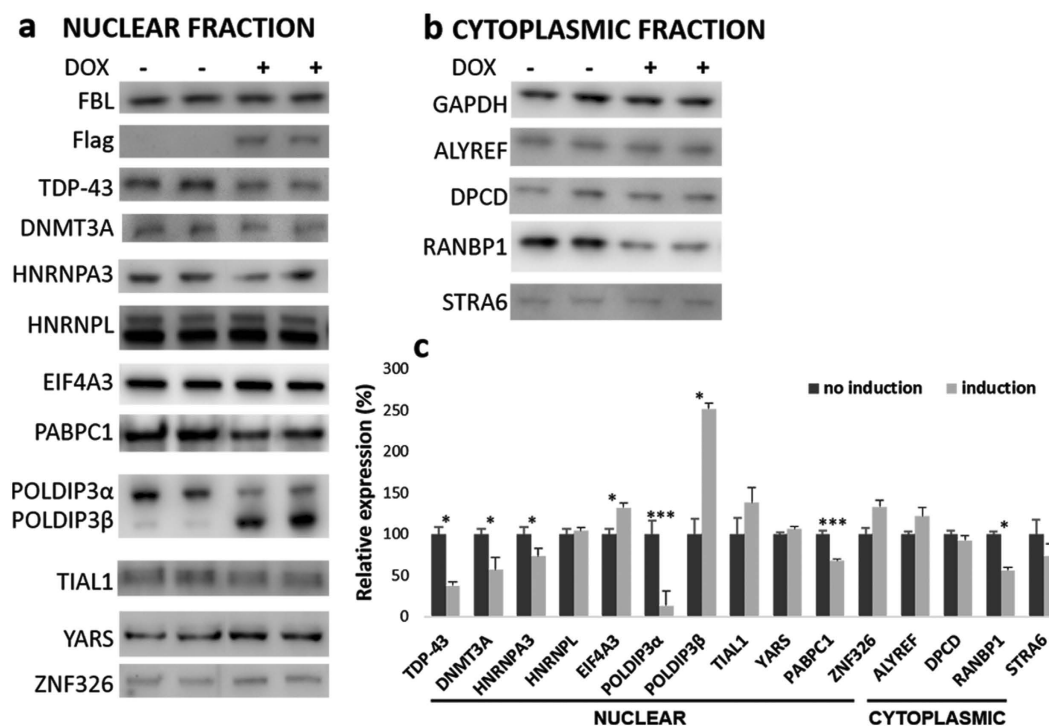 a NUCLEAR FRACTION
DOX - - + +
FBL
Flag
TDP-43
DNMT3A
HNRNPA3
HNRNPL
EIF4A3
PABPC1
POLDIP3α
POLDIP3β
TIAL1
YARS
ZNF326
b CYTOPLASMIC FRACTION
DOX - - + +
GAPDH
ALYREF
DPCD
RANBP1
STRA6
c
Relative expression (%)
300
250
200
150
100
50
0
no induction induction
* * * * *** * *** *
TDP-43 DNMT3A HNRNPA3 HNRNPL EIF4A3 POLDIP3α POLDIP3β TIAL1 YARS PABPC1 ZNF326 ALYREF DPCD RANBP1 STRA6
NUCLEAR CYTOPLASMIC